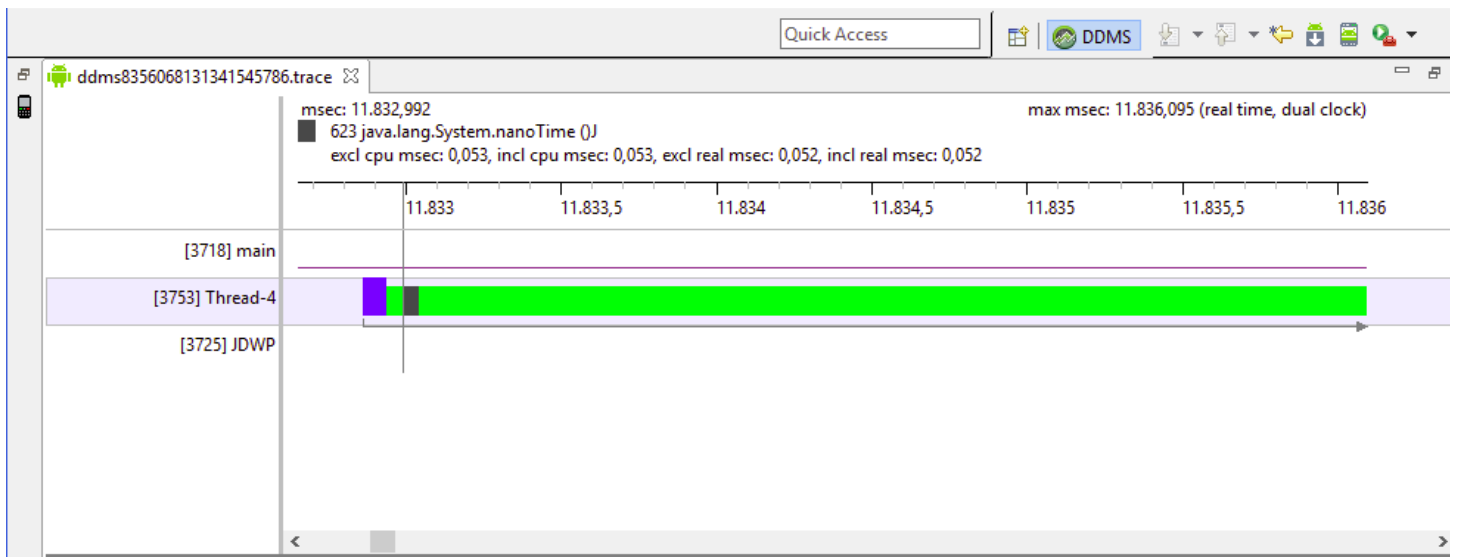 Quick Access
DDMS
ddms8356068131341545786.trace
msec: 11.832,992
max msec: 11.836,095 (real time, dual clock)
623 java.lang.System.nanoTime ()J
excl cpu msec: 0,053, incl cpu msec: 0,053, excl real msec: 0,052, incl real msec: 0,052
11.833 11.833,5 11.834 11.834,5 11.835 11.835,5 11.836
[3718] main
[3753] Thread-4
[3725] JDWP